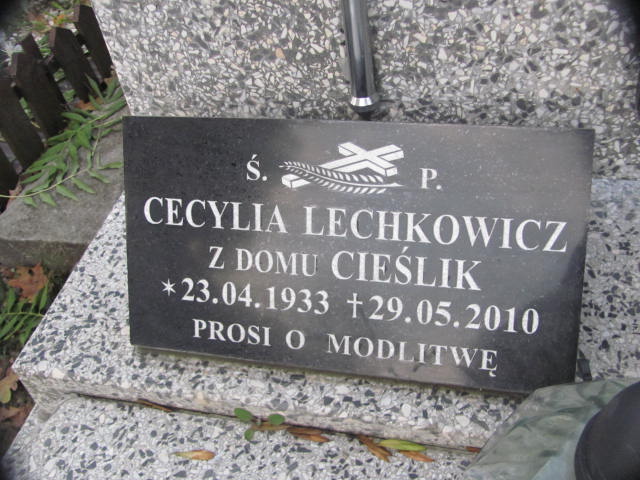 Ś. P.
CECYLIA LECHKOWICZ
Z DOMU CIEŚLIK
*23.04.1933 †29.05.2010
PROSI O MODLITWĘ